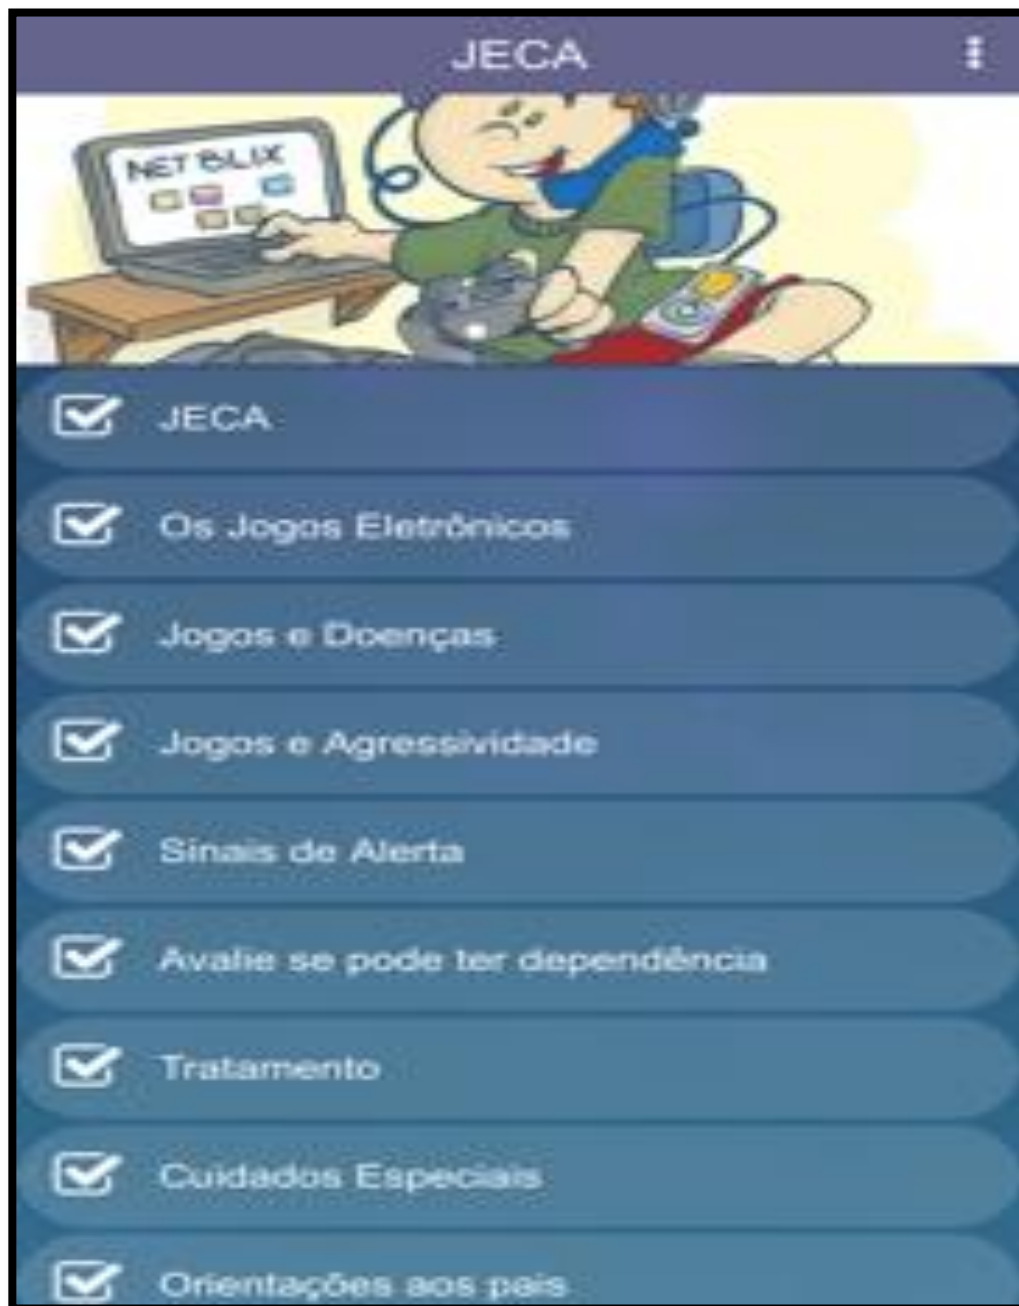 JECA
NET BLIX
JECA
Os Jogos Eletrônicos
Jogos e Doenças
Jogos e Agressividade
Sinais de Alerta
Avalie se pode ter dependência
Tratamento
Cuidados Especiais
Orientações aos pais